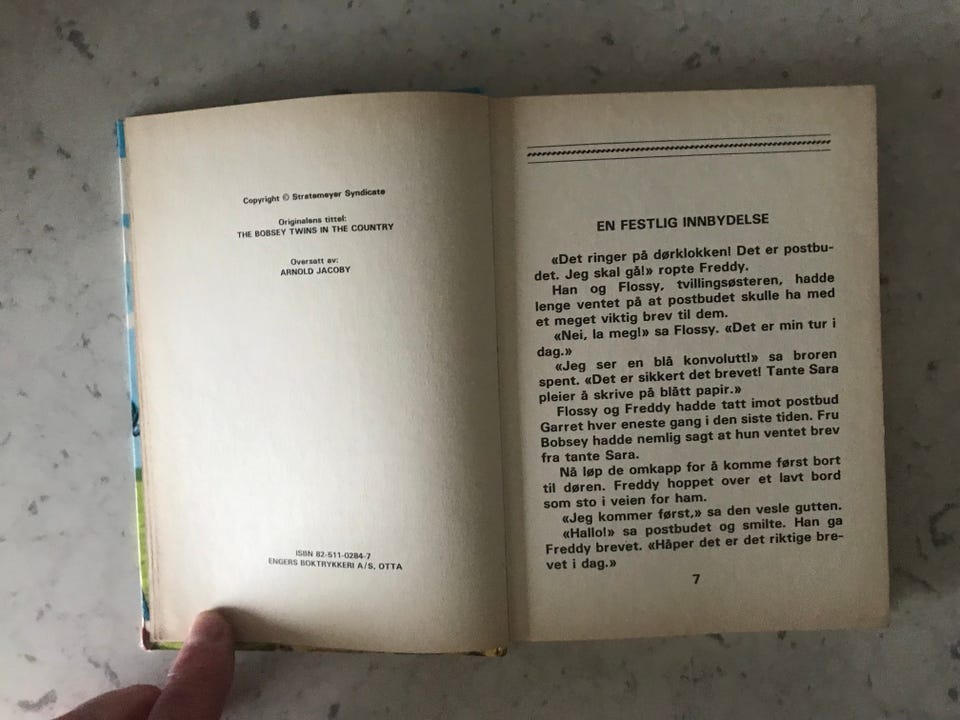 Copyright © Stratemeyer Syndicate
Originalens tittel:
THE BOBSEY TWINS IN THE COUNTRY
Oversatt av:
ARNOLD JACOBY
ISBN 82-511-0284-7
ENGERS BOKTRYKKERI A/S, OTTA
EN FESTLIG INNBYDELSE
«Det ringer på dørklokken! Det er postbu-
det. Jeg skal gå!» ropte Freddy.
Han og Flossy, tvillingsøsteren, hadde
lenge ventet på at postbudet skulle ha med
et meget viktig brev til dem.
«Nei, la meg!» sa Flossy. «Det er min tur i
dag.»
«Jeg ser en blå konvolutt!» sa broren
spent. «Det er sikkert det brevet! Tante Sara
pleier å skrive på blått papir.»
Flossy og Freddy hadde tatt imot postbud
Garret hver eneste gang i den siste tiden. Fru
Bobsey hadde nemlig sagt at hun ventet brev
fra tante Sara.
Nå løp de omkapp for å komme først bort
til døren. Freddy hoppet over et lavt bord
som sto i veien for ham.
«Jeg kommer først,» sa den vesle gutten.
«Hallo!» sa postbudet og smilte. Han ga
Freddy brevet. «Håper det er det riktige bre-
vet i dag.»
7